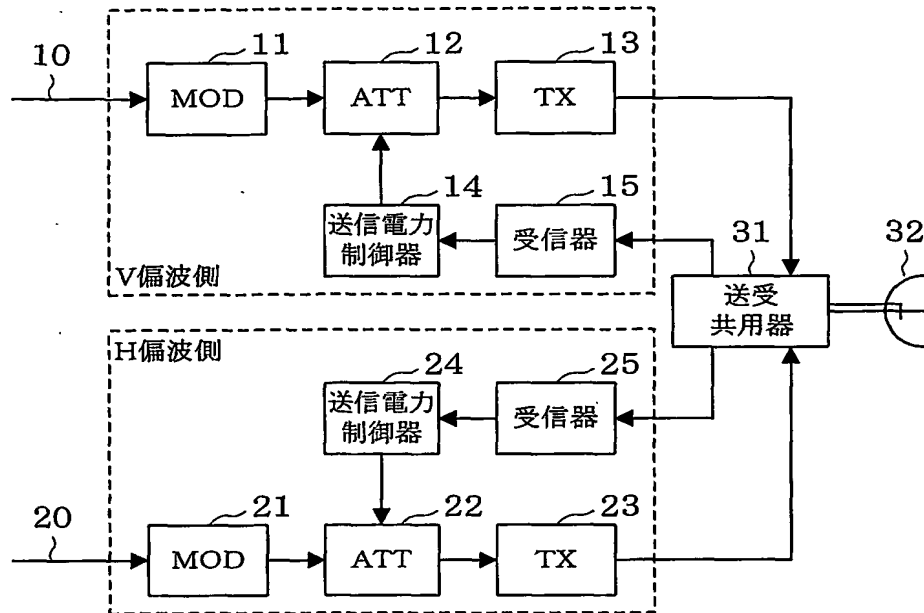 10
11
12
13
MOD
ATT
TX
14
15
送信電力
制御器
受信器
V偏波側
31
32
送受
共用器
H偏波側
24
25
送信電力
制御器
受信器
20
21
22
23
MOD
ATT
TX